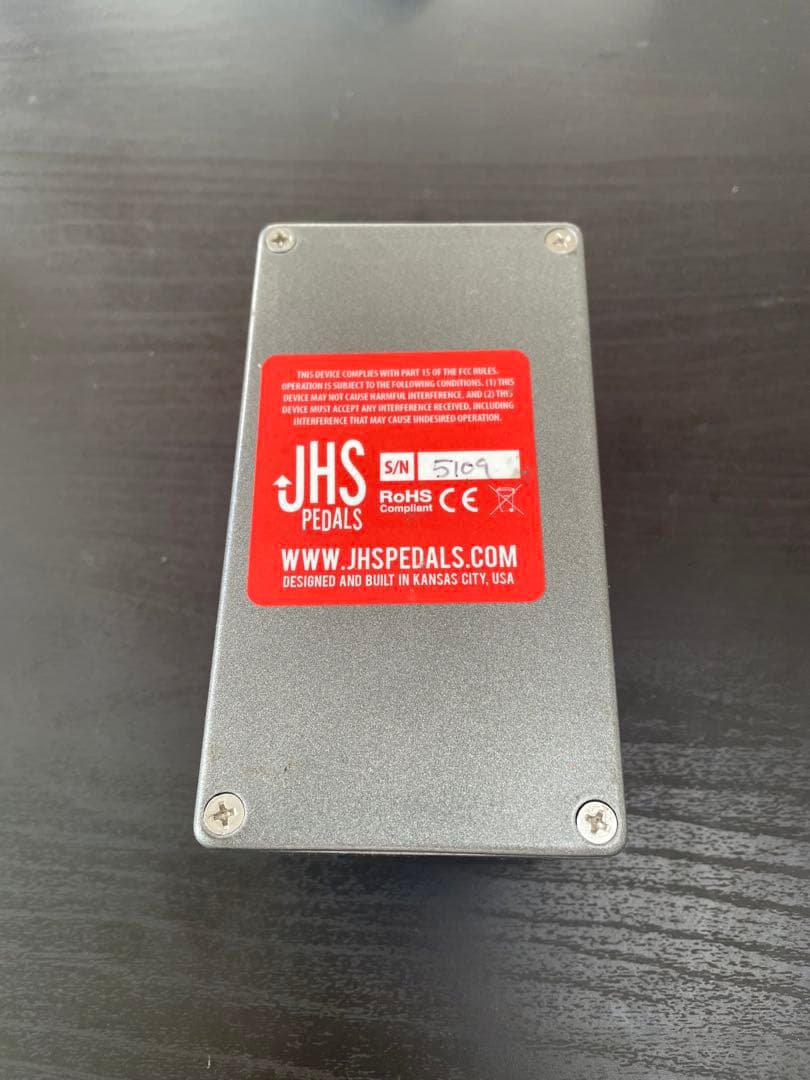 THIS DEVICE COMPLIES WITH PART 15 OF THE FCC RULES.
OPERATION IS SUBJECT TO THE FOLLOWING CONDITIONS. (1) THIS
DEVICE MAY NOT CAUSE HARMFUL INTERFERENCE, AND (2) THIS
DEVICE MUST ACCEPT ANY INTERFERENCE RECEIVED, INCLUDING
INTERFERENCE THAT MAY CAUSE UNDESIRED OPERATION.
JHS
PEDALS
S/N 5109
RoHS
Compliant CE
WWW.JHSPEDALS.COM
DESIGNED AND BUILT IN KANSAS CITY, USA